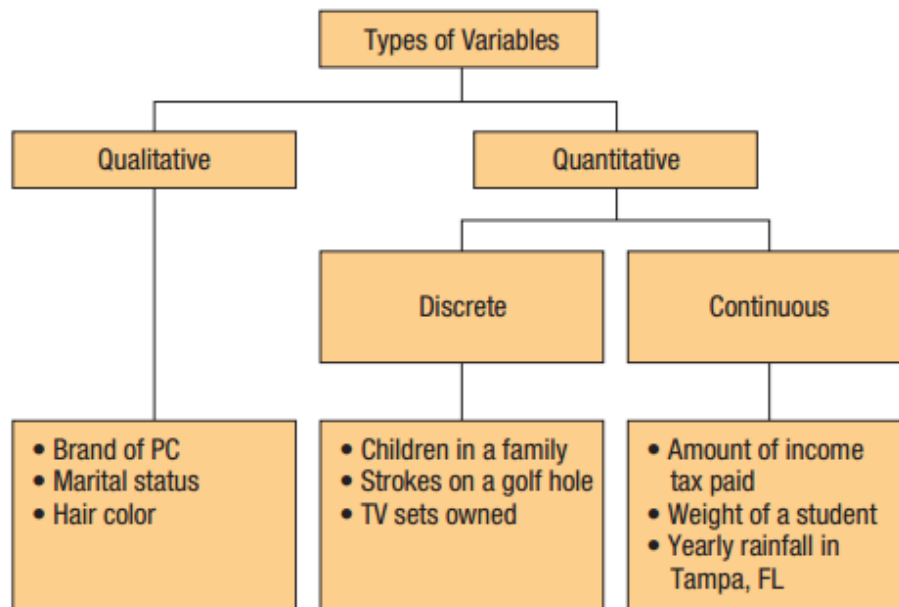 Types of Variables
Qualitative
Quantitative
Discrete
Continuous
• Brand of PC
• Marital status
• Hair color
• Children in a family
• Strokes on a golf hole
• TV sets owned
• Amount of income
tax paid
• Weight of a student
• Yearly rainfall in
Tampa, FL